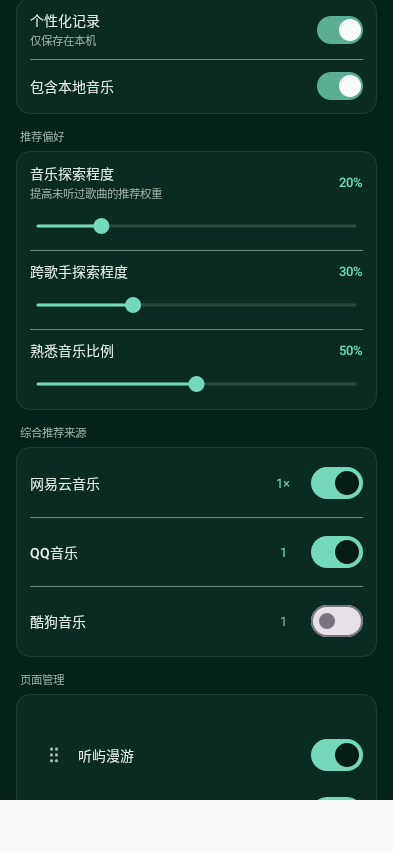 个性化记录
仅保存在本机
包含本地音乐
推荐偏好
音乐探索程度
提高未听过歌曲的推荐权重
20%
跨歌手探索程度
30%
熟悉音乐比例
50%
综合推荐来源
网易云音乐
1×
QQ音乐
1
酷狗音乐
1
页面管理
听屿漫游